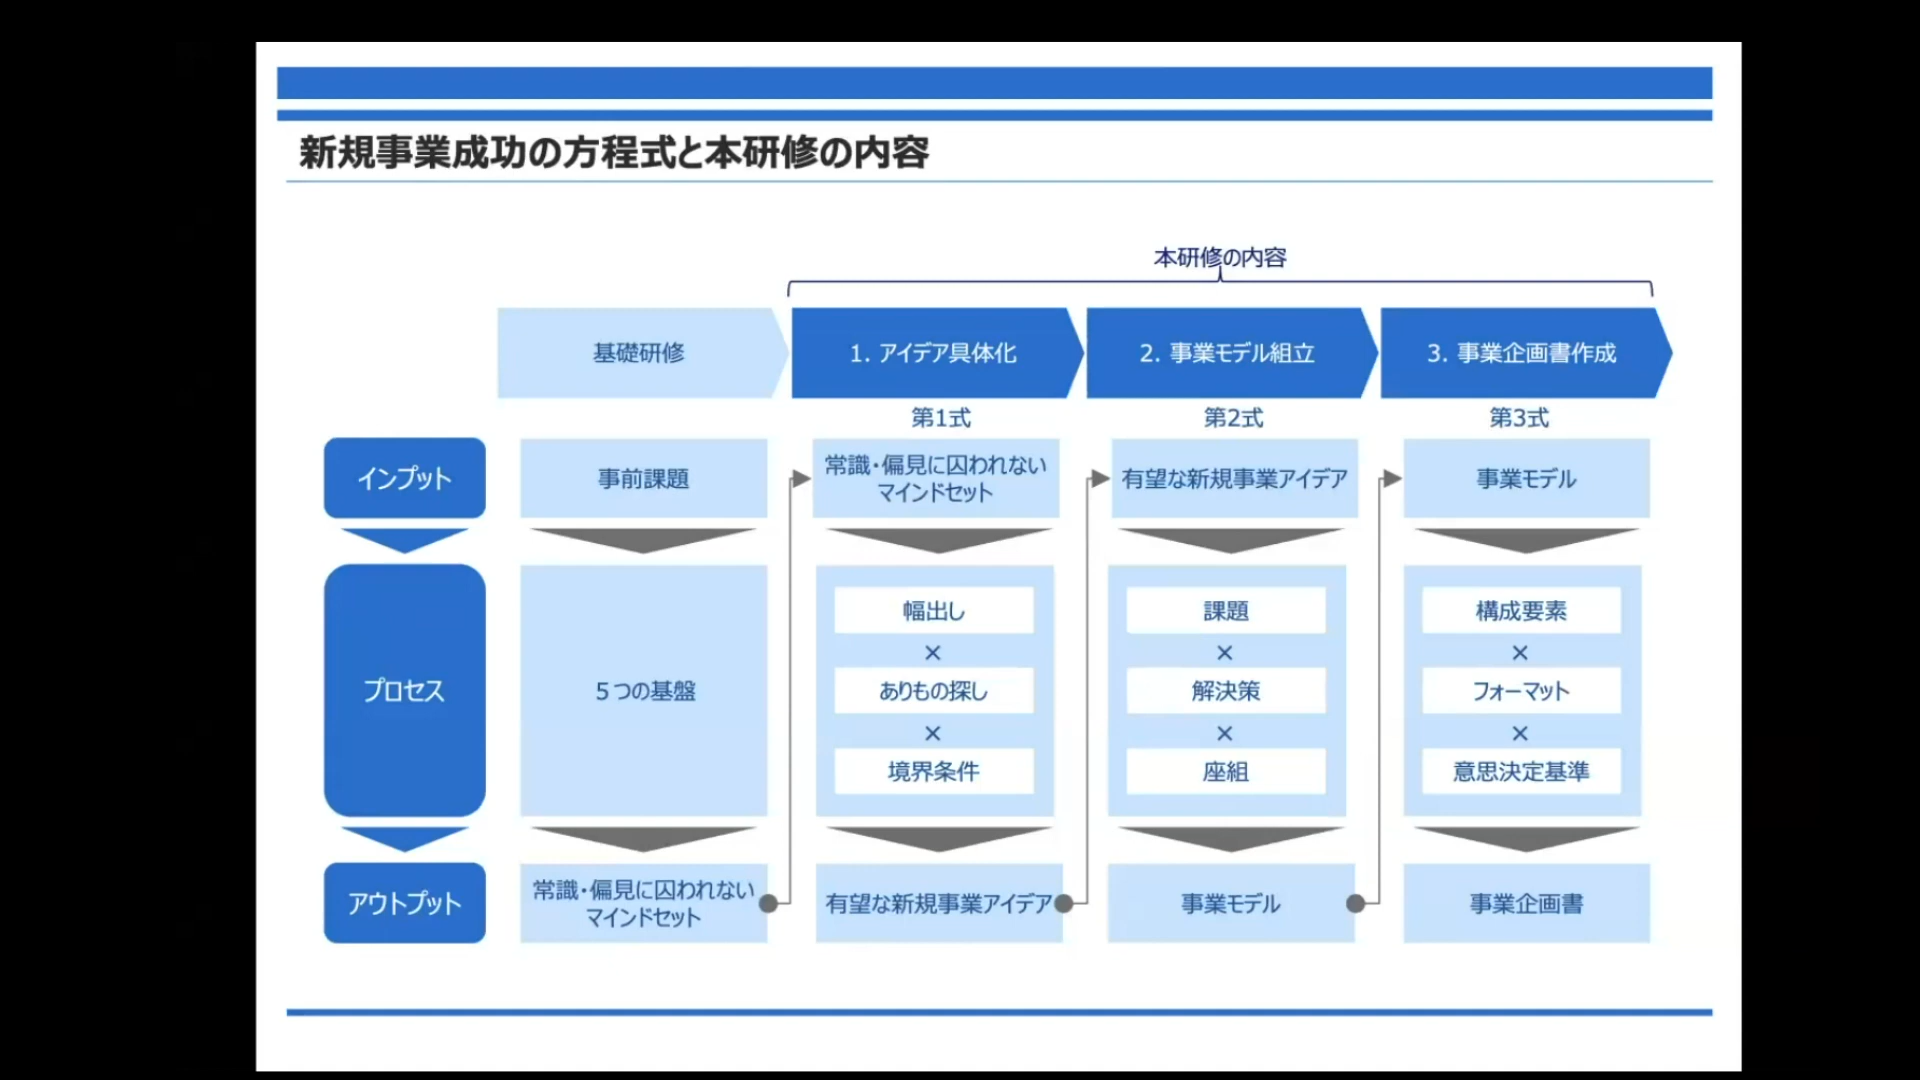 新規事業成功の方程式と本研修の内容
本研修の内容
基礎研修
1. アイデア具体化
2. 事業モデル組立
3. 事業企画書作成
第1式
第2式
第3式
インプット
事前課題
常識・偏見に囚われない
マインドセット
有望な新規事業アイデア
事業モデル
プロセス
５つの基盤
幅出し
×
ありもの探し
×
境界条件
課題
×
解決策
×
座組
構成要素
×
フォーマット
×
意思決定基準
アウトプット
常識・偏見に囚われない
マインドセット
有望な新規事業アイデア
事業モデル
事業企画書